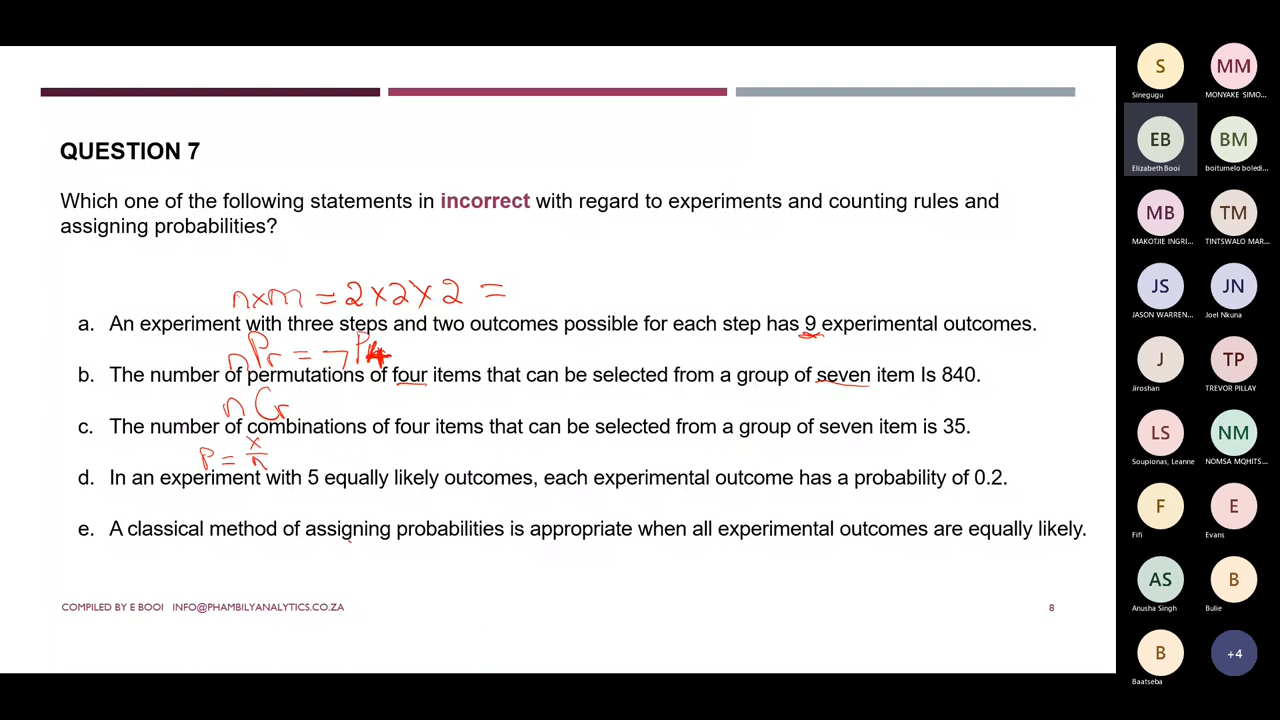 QUESTION 7
Which one of the following statements in incorrect with regard to experiments and counting rules and
assigning probabilities?
n×m = 2×2×2 =
a. An experiment with three steps and two outcomes possible for each step has 9 experimental outcomes.
nPr = 7P4
b. The number of permutations of four items that can be selected from a group of seven item Is 840.
nCr
c. The number of combinations of four items that can be selected from a group of seven item is 35.
P = x/n
d. In an experiment with 5 equally likely outcomes, each experimental outcome has a probability of 0.2.
e. A classical method of assigning probabilities is appropriate when all experimental outcomes are equally likely.
COMPILED BY E BOOI INFO@PHAMBILYANALYTICS.CO.ZA
8
S
Sinegugu
MM
MONYAKE SIMO...
EB
Elizabeth Booi
BM
boitumelo boledi...
MB
MAKOTJIE INGRI...
TM
TINTSWALO MAR...
JS
JASON WARREN...
JN
Joel Nkuna
J
Jiroshan
TP
TREVOR PILLAY
LS
Soupionas, Leanne
NM
NOMSA MQHITS...
F
Fifi
E
Evans
AS
Anusha Singh
B
Bulie
B
Baatseba
+4